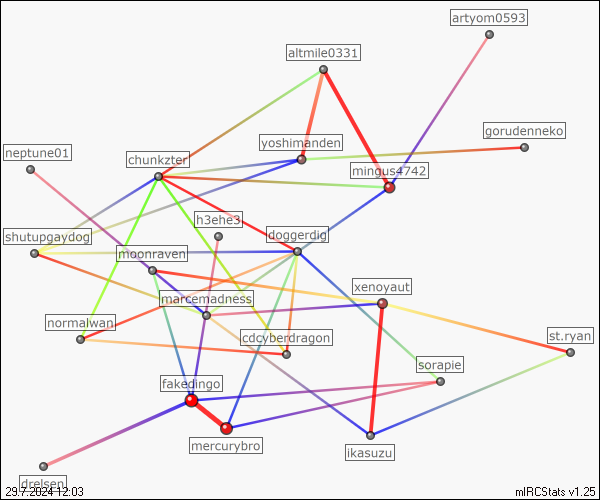 artyom0593
altmile0331
gorudenneko
yoshimanden
neptune01
chunkzter
mingus4742
h3ehe3
shutupgaydog
doggerdig
moonraven
xenoyaut
marcemadness
normalwan
cdcyberdragon
st.ryan
sorapie
fakedingo
mercurybro
ikasuzu
drelsen
29.7.2024 12:03
mIRCStats v1.25